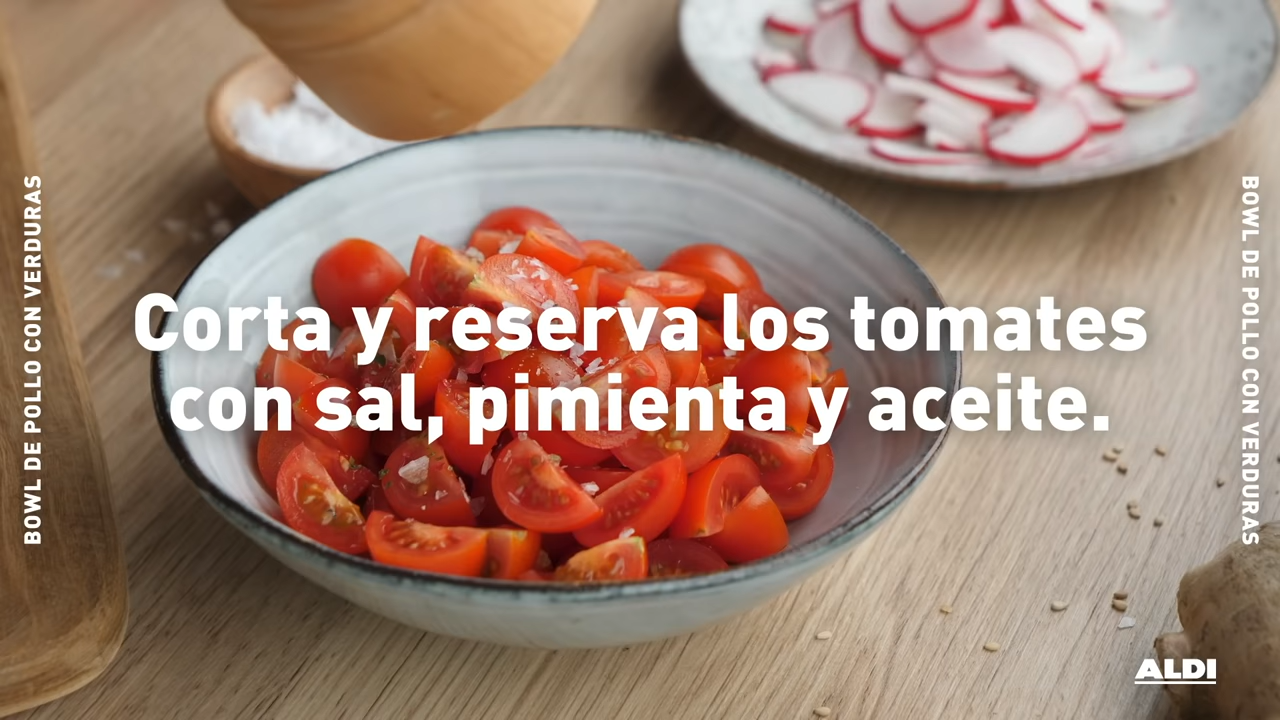 BOWL DE POLLO CON VERDURAS
Corta y reserva los tomates
con sal, pimienta y aceite.
BOWL DE POLLO CON VERDURAS
ALDI